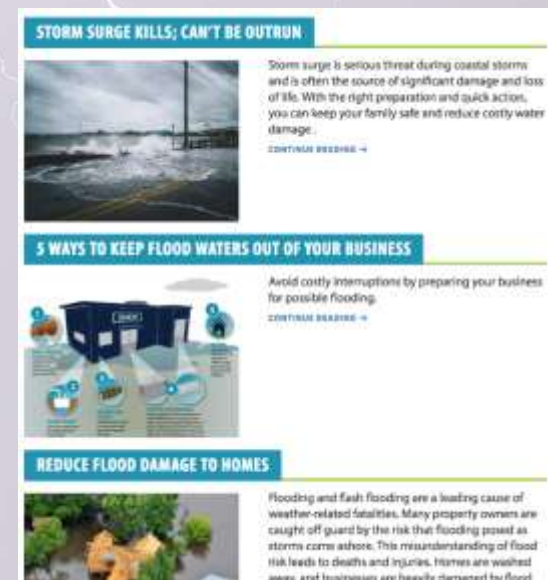 STORM SURGE KILLS; CAN'T BE OUTRUN
Storm surge is serious threat during coastal storms
and is often the source of significant damage and loss
of life. With the right preparation and quick action,
you can keep your family safe and reduce costly water
damage.
CONTINUE READING →
5 WAYS TO KEEP FLOOD WATERS OUT OF YOUR BUSINESS
Avoid costly interruptions by preparing your business
for possible flooding.
CONTINUE READING →
REDUCE FLOOD DAMAGE TO HOMES
Flooding and flash flooding are a leading cause of
weather-related fatalities. Many property owners are
caught off guard by the risk that flooding posed as
storms come ashore. This misunderstanding of flood
risk leads to deaths and injuries. Homes are washed
away, and businesses are heavily damaged by flood